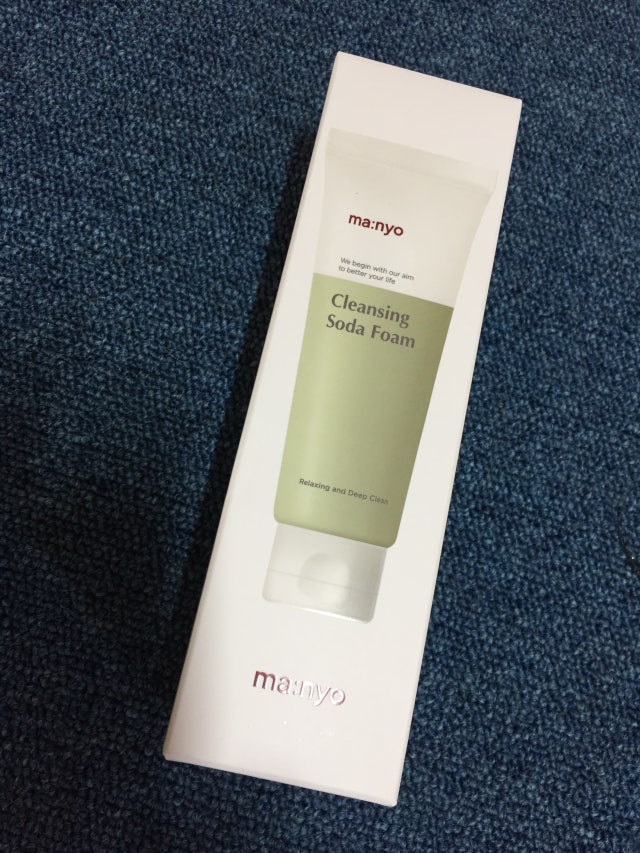 ma:nyo
We begin with our aim
to better your life
Cleansing
Soda Foam
Relaxing and Deep Clean
ma:nyo